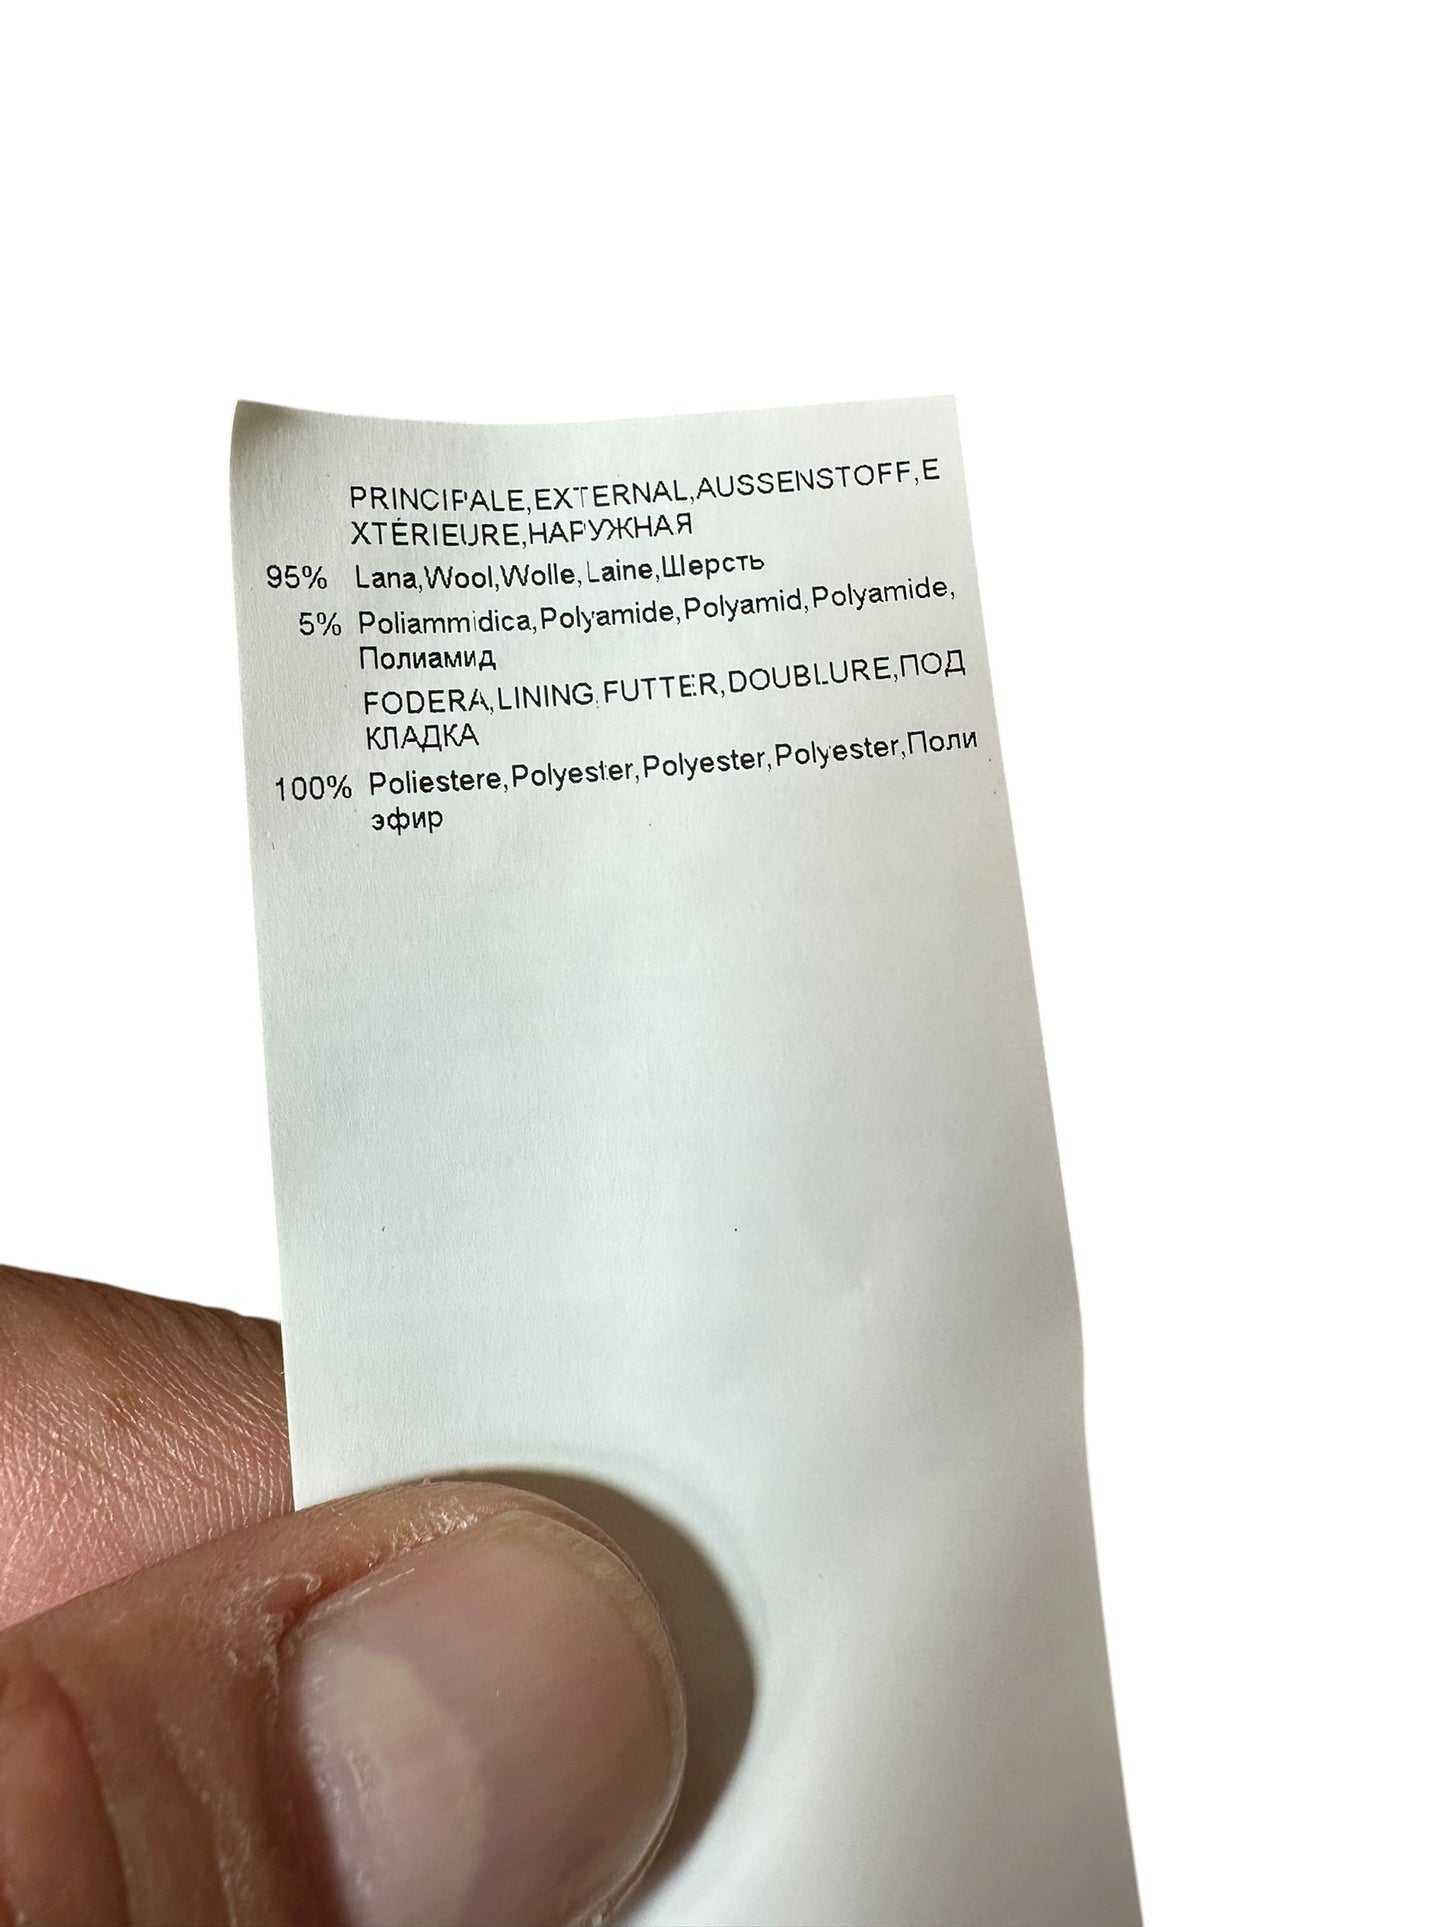 PRINCIPALE,EXTERNAL,AUSSENSTOFF,E
XTÉRIEURE,НАРУЖНАЯ
95% Lana,Wool,Wolle,Laine,Шерсть
5% Poliammidica,Polyamide,Polyamid,Polyamide,
Полиамид
FODERA,LINING,FUTTER,DOUBLURE,ПОД
КЛАДКА
100% Poliestere,Polyester,Polyester,Polyester,Поли
эфир